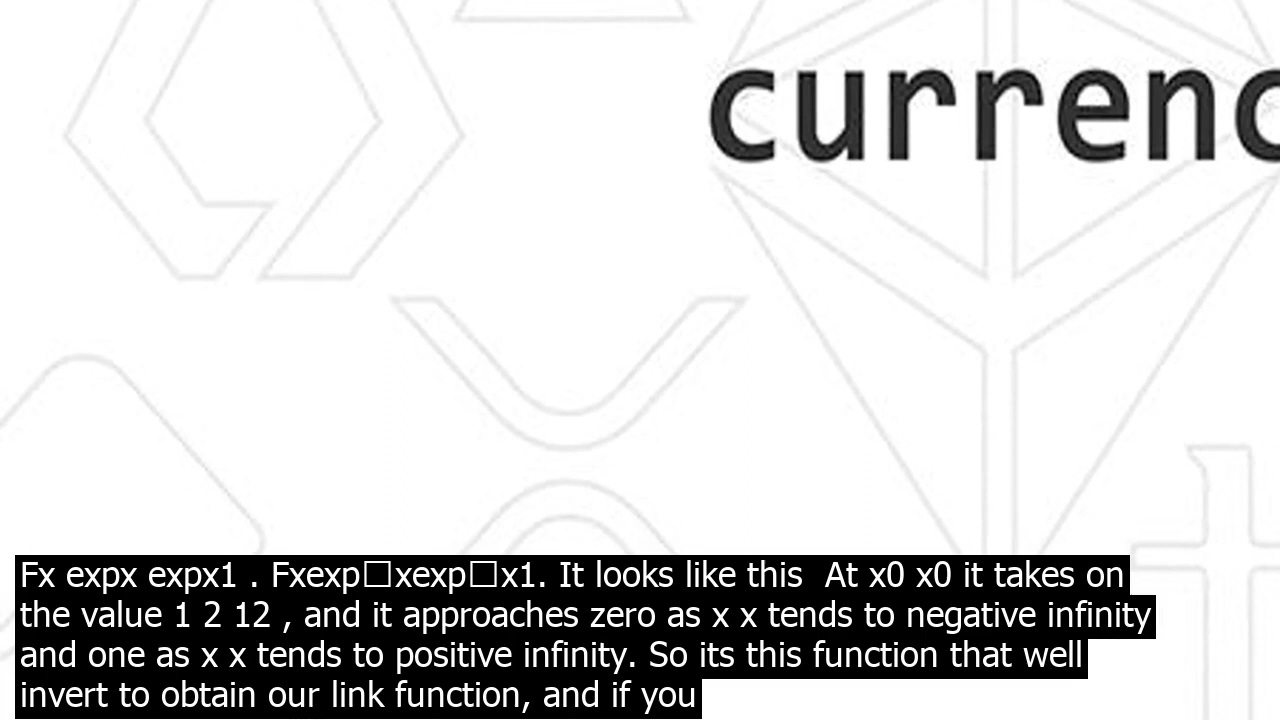 currenc
Fx expx expx1 . Fxexp□xexp□x1. It looks like this  At x0 x0 it takes on
the value 1 2 12 , and it approaches zero as x x tends to negative infinity
and one as x x tends to positive infinity. So its this function that well
invert to obtain our link function, and if you